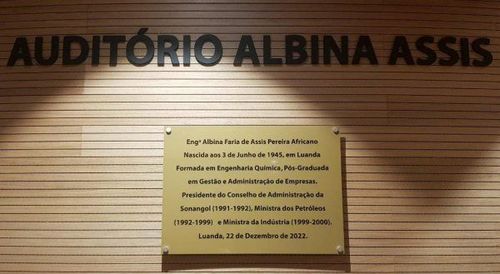 AUDITÓRIO ALBINA ASSIS
Engª Albina Faria de Assis Pereira Africano
Nascida aos 3 de Junho de 1945, em Luanda
Formada em Engenharia Química, Pós-Graduada
em Gestão e Administração de Empresas.
Presidente do Conselho de Administração da
Sonangol (1991-1992), Ministra dos Petróleos
(1992-1999) e Ministra da Indústria (1999-2000).
Luanda, 22 de Dezembro de 2022.